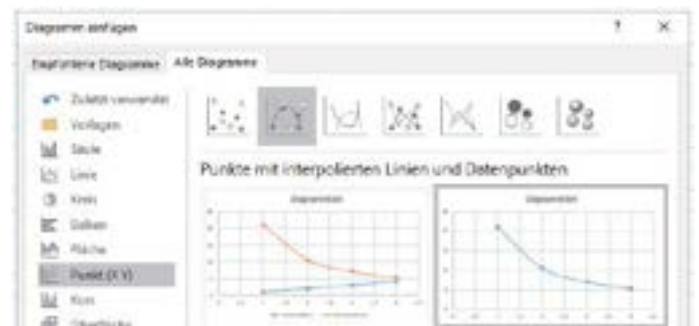 Diagramm einfügen
? ×
Empfohlene Diagramme Alle Diagramme
Zuletzt verwendet
Vorlagen
Säule
Linie
Kreis
Balken
Fläche
Punkt (X Y)
Kurs
Oberfläche
Punkte mit interpolierten Linien und Datenpunkten
Diagrammtitel
Diagrammtitel